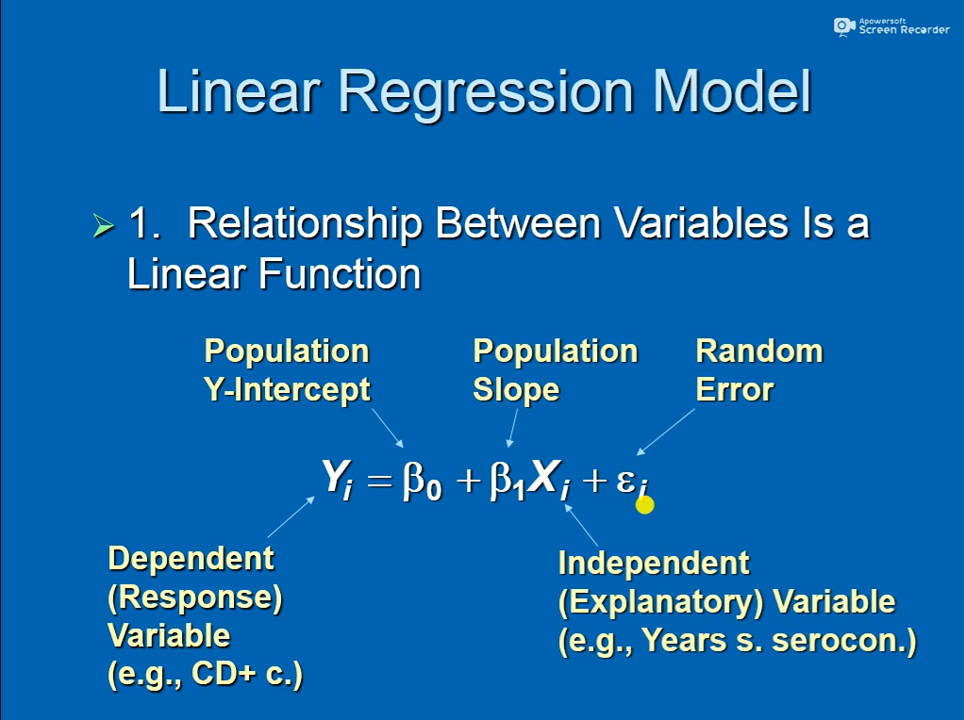 Apowersoft
Screen Recorder
Linear Regression Model
1. Relationship Between Variables Is a
Linear Function
Population
Y-Intercept
Population
Slope
Random
Error
Yᵢ = β₀ + β₁Xᵢ + εᵢ
Dependent
(Response)
Variable
(e.g., CD+ c.)
Independent
(Explanatory) Variable
(e.g., Years s. serocon.)